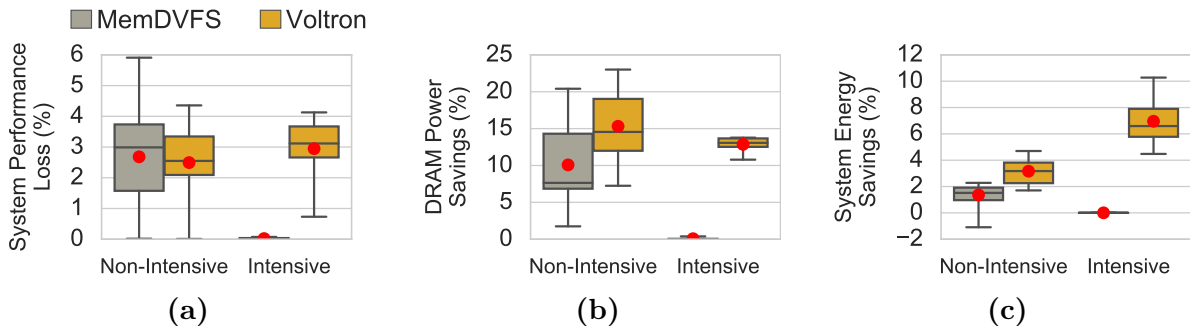 MemDVFS Voltron
System Performance
Loss (%)
6
5
4
3
2
1
0
Non-Intensive Intensive
(a)
DRAM Power
Savings (%)
25
20
15
10
5
0
Non-Intensive Intensive
(b)
System Energy
Savings (%)
12
10
8
6
4
2
0
−2
Non-Intensive Intensive
(c)